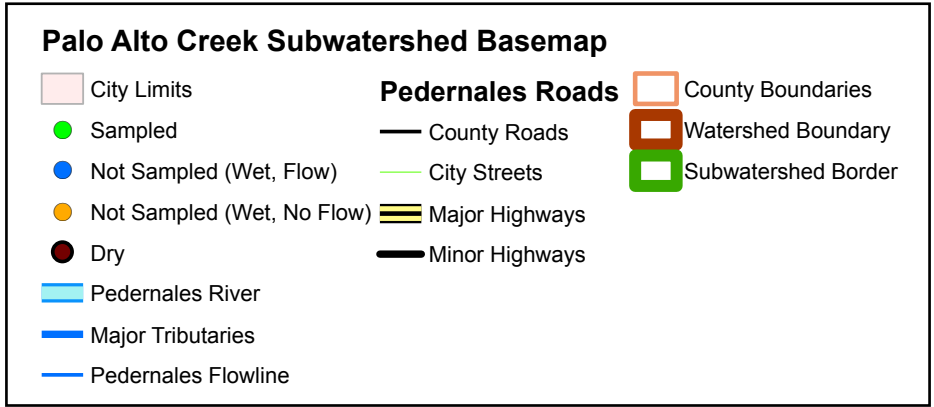 Palo Alto Creek Subwatershed Basemap
City Limits
Sampled
Not Sampled (Wet, Flow)
Not Sampled (Wet, No Flow)
Dry
Pedernales River
Major Tributaries
Pedernales Flowline
Pedernales Roads
County Roads
City Streets
Major Highways
Minor Highways
County Boundaries
Watershed Boundary
Subwatershed Border